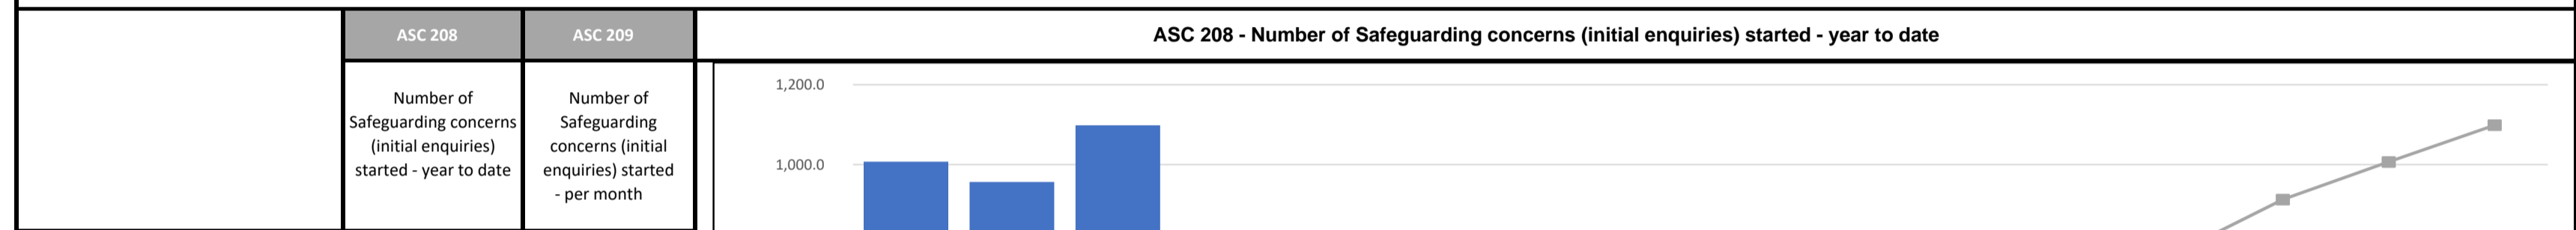 ASC 208
ASC 209
ASC 208 - Number of Safeguarding concerns (initial enquiries) started - year to date
Number of
Safeguarding concerns
(initial enquiries)
started - year to date
Number of
Safeguarding
concerns (initial
enquiries) started
- per month
1,200.0
1,000.0